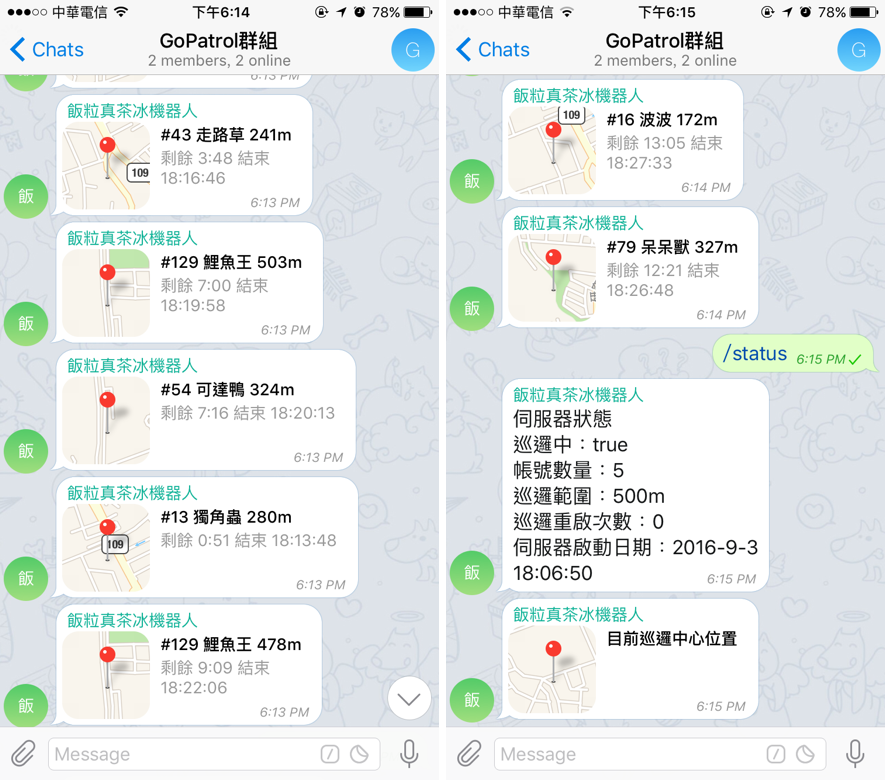 中華電信
下午6:14
78%
Chats
GoPatrol群組
2 members, 2 online
G
6:13 PM
飯粒真茶冰機器人
#43 走路草 241m
剩餘 3:48 結束
18:16:46
109
6:13 PM
飯
飯粒真茶冰機器人
#129 鯉魚王 503m
剩餘 7:00 結束
18:19:58
6:13 PM
飯
飯粒真茶冰機器人
#54 可達鴨 324m
剩餘 7:16 結束 18:20:13
6:13 PM
飯
飯粒真茶冰機器人
#13 獨角蟲 280m
剩餘 0:51 結束 18:13:48
109
6:13 PM
飯
飯粒真茶冰機器人
#129 鯉魚王 478m
剩餘 9:09 結束
18:22:06
6:13 PM
飯
Message
中華電信
下午6:15
78%
Chats
GoPatrol群組
2 members, 2 online
G
飯粒真茶冰機器人
#16 波波 172m
剩餘 13:05 結束
18:27:33
109
6:14 PM
飯
飯粒真茶冰機器人
#79 呆呆獸 327m
剩餘 12:21 結束
18:26:48
6:14 PM
飯
/status 6:15 PM
飯粒真茶冰機器人
伺服器狀態
巡邏中：true
帳號數量：5
巡邏範圍：500m
巡邏重啟次數：0
伺服器啟動日期：2016-9-3
18:06:50
6:15 PM
飯
飯粒真茶冰機器人
目前巡邏中心位置
6:15 PM
飯
Message